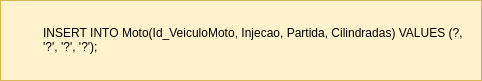 INSERT INTO Moto(Id_VeiculoMoto, Injecao, Partida, Cilindradas) VALUES (?,
'?', '?', '?');